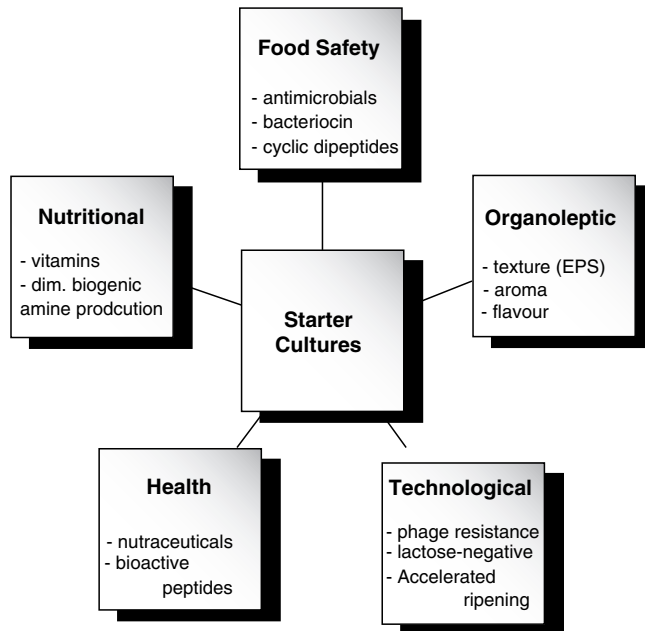 Food Safety
- antimicrobials
- bacteriocin
- cyclic dipeptides
Nutritional
- vitamins
- dim. biogenic
amine prodcution
Organoleptic
- texture (EPS)
- aroma
- flavour
Starter
Cultures
Health
- nutraceuticals
- bioactive
peptides
Technological
- phage resistance
- lactose-negative
- Accelerated
ripening